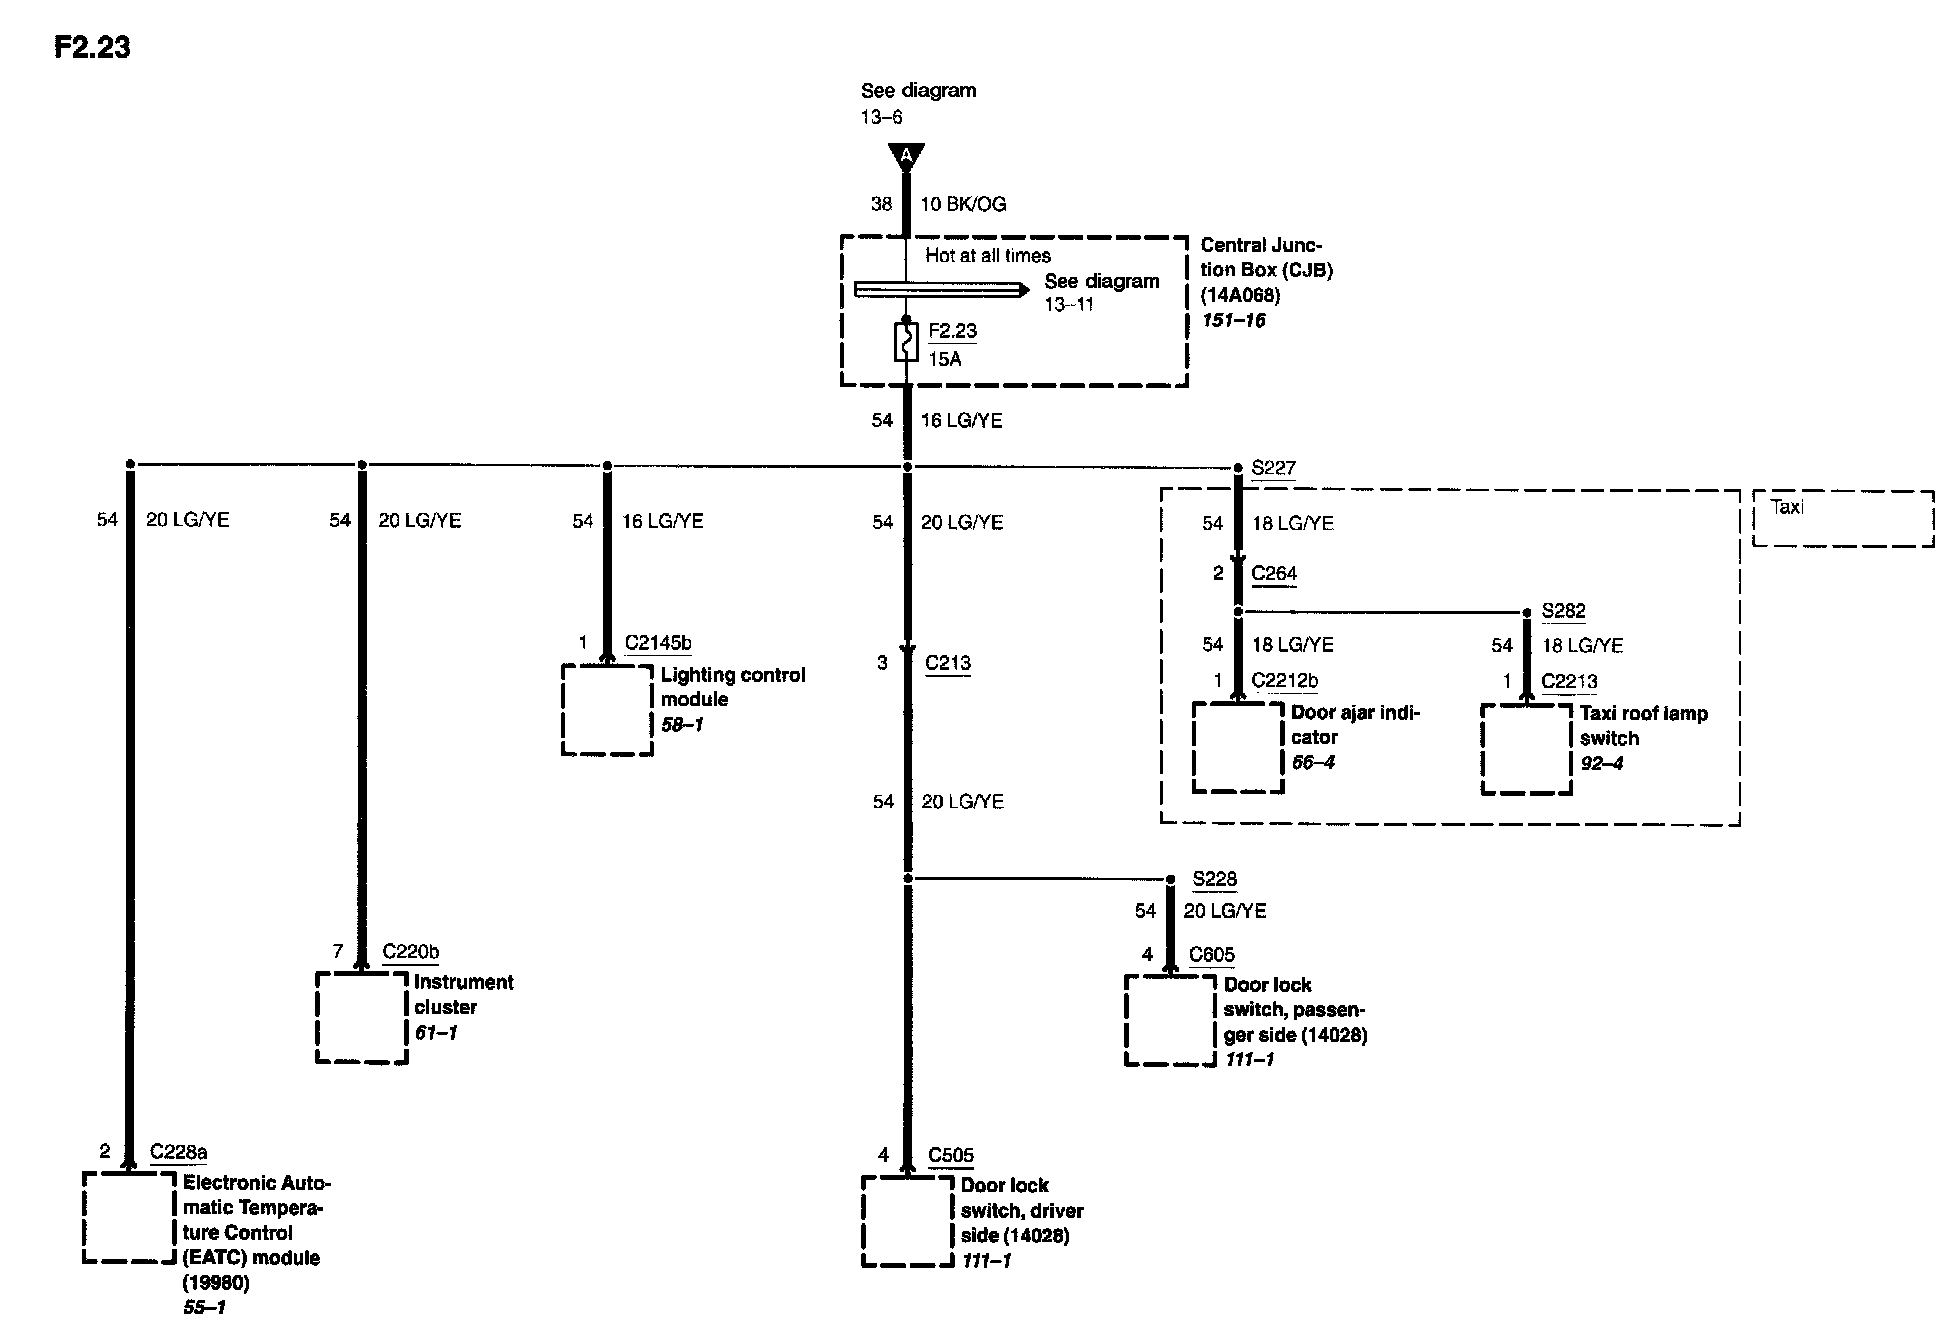 F2.23
See diagram
13–6
A
38
10 BK/OG
Hot at all times
See diagram
13–11
F2.23
15A
Central Junc-
tion Box (CJB)
(14A068)
151–16
54
16 LG/YE
S227
54
20 LG/YE
54
20 LG/YE
54
16 LG/YE
54
20 LG/YE
54
18 LG/YE
Taxi
2
C264
S282
54
18 LG/YE
54
18 LG/YE
1
C2145b
Lighting control
module
58–1
3
C213
1
C2212b
Door ajar indi-
cator
66–4
1
C2213
Taxi roof lamp
switch
92–4
54
20 LG/YE
S228
54
20 LG/YE
7
C220b
Instrument
cluster
61–1
4
C605
Door lock
switch, passen-
ger side (14028)
111–1
2
C228a
Electronic Auto-
matic Tempera-
ture Control
(EATC) module
(19980)
55–1
4
C505
Door lock
switch, driver
side (14028)
111–1